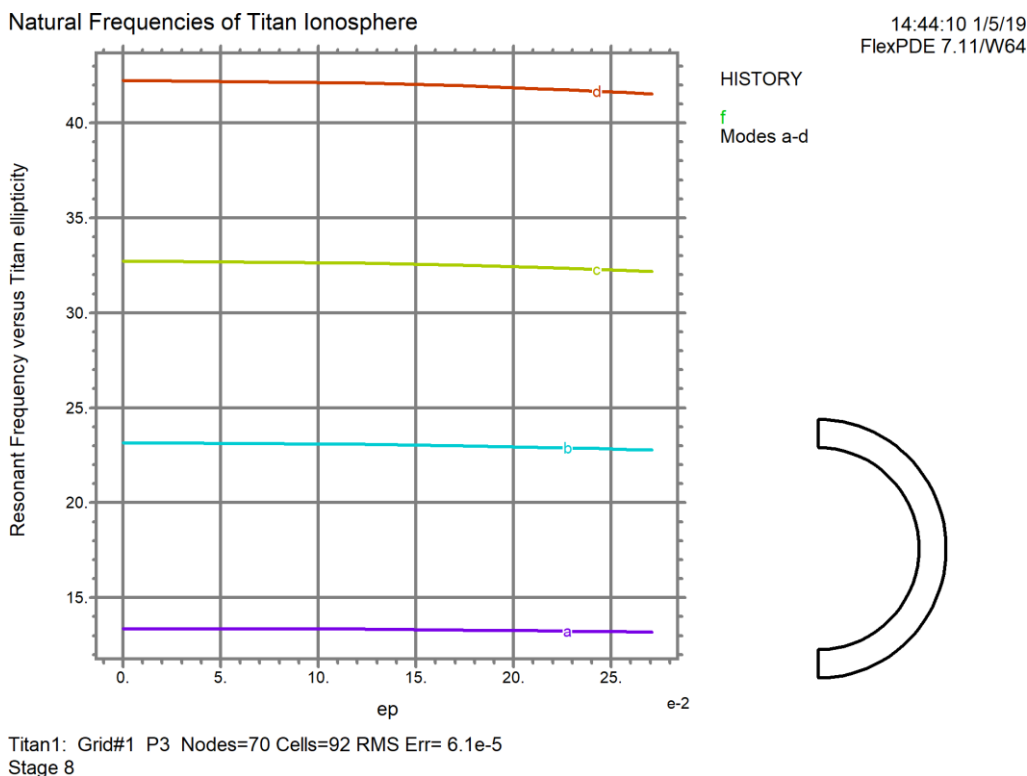 Natural Frequencies of Titan Ionosphere
14:44:10 1/5/19
FlexPDE 7.11/W64
HISTORY
f
Modes a-d
Resonant Frequency versus Titan ellipticity
40.
35.
30.
25.
20.
15.
d
c
b
a
0. 5. 10. 15. 20. 25.
e-2
ep
Titan1: Grid#1 P3 Nodes=70 Cells=92 RMS Err= 6.1e-5
Stage 8